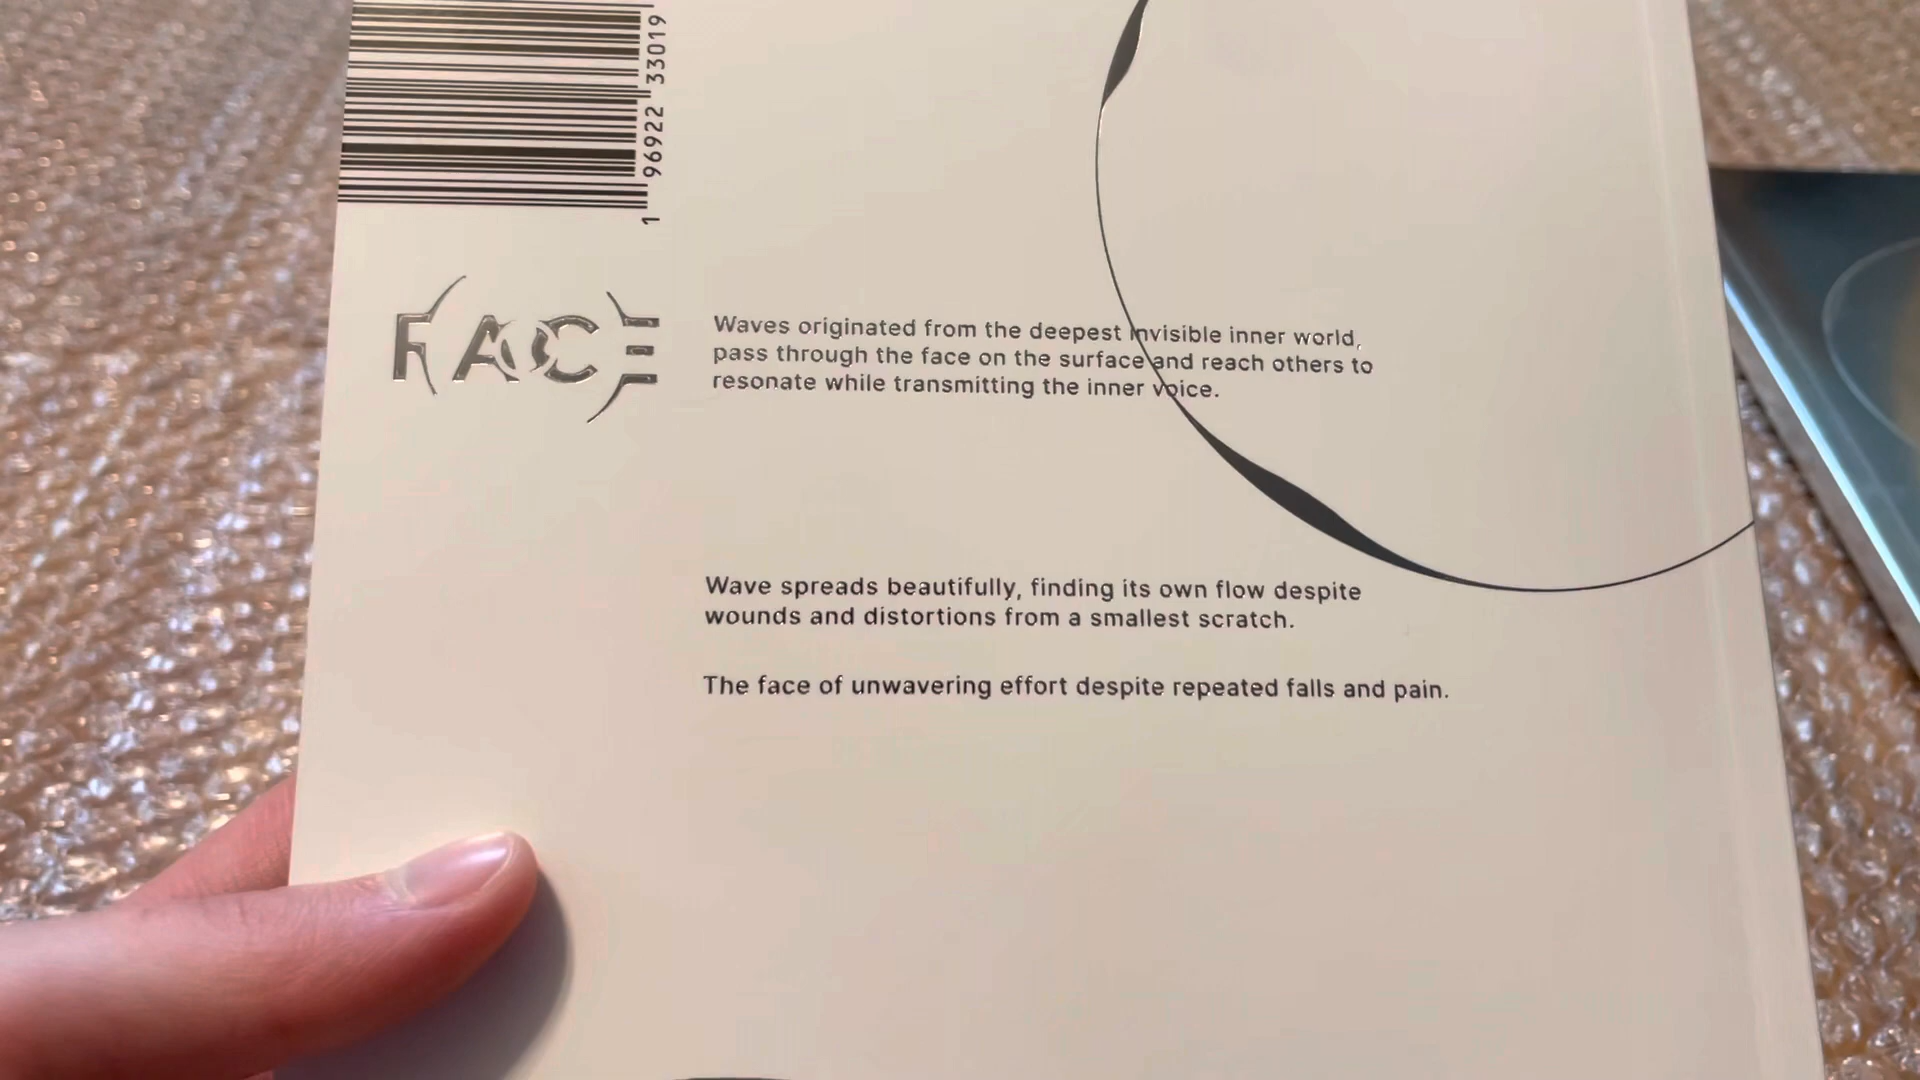 1 96922 33019
FACE
Waves originated from the deepest invisible inner world,
pass through the face on the surface and reach others to
resonate while transmitting the inner voice.
Wave spreads beautifully, finding its own flow despite
wounds and distortions from a smallest scratch.
The face of unwavering effort despite repeated falls and pain.